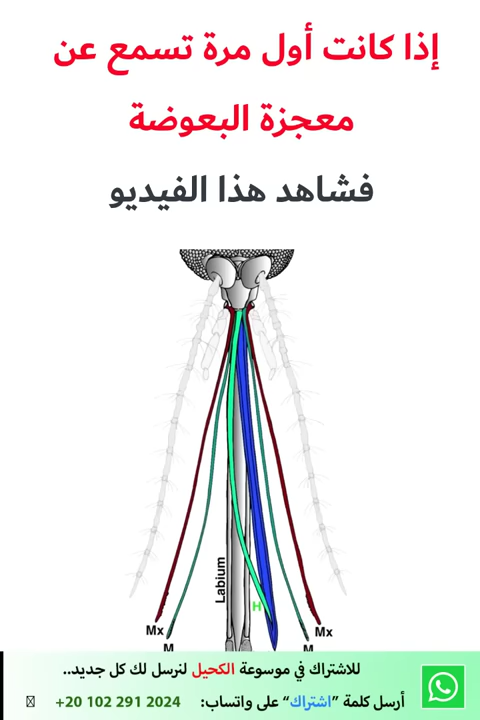 إذا كانت أول مرة تسمع عن
معجزة البعوضة
فشاهد هذا الفيديو
Labium
H
Mx
Mx
M
M
للاشتراك في موسوعة الكحيل لنرسل لك كل جديد..
أرسل كلمة "اشتراك" على واتساب: +20 102 291 2024